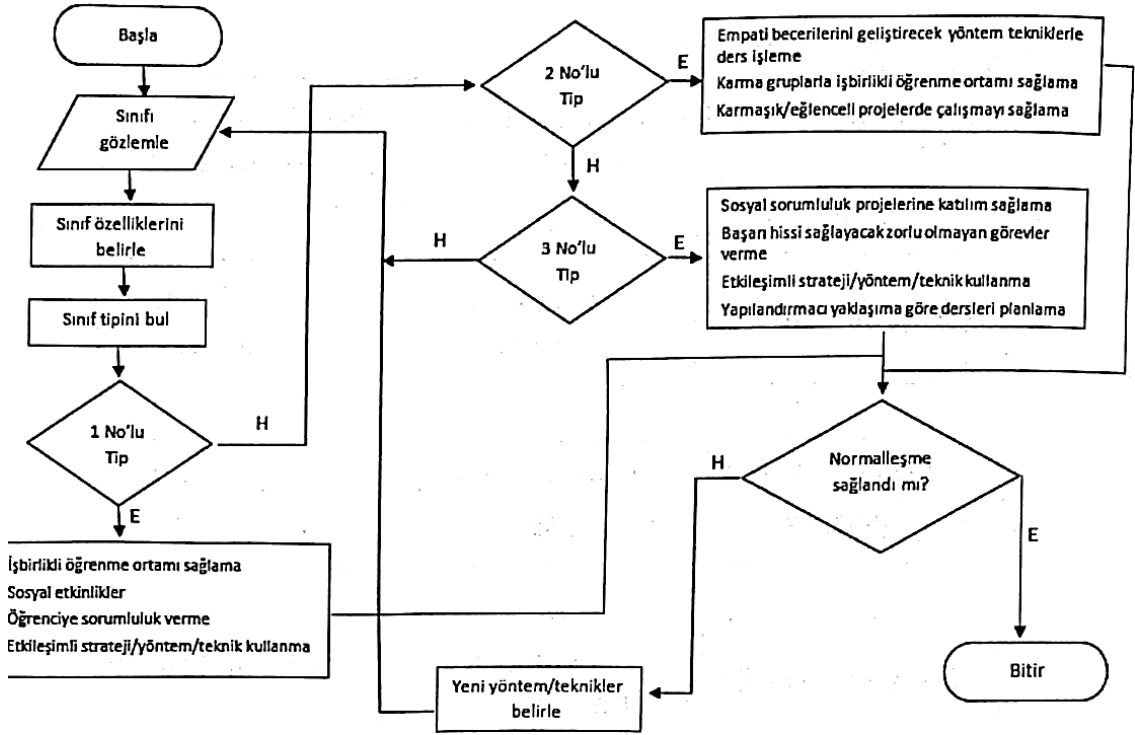 Başla
Sınıfı
gözlemle
Sınıf özelliklerini
belirle
Sınıf tipini bul
1 No'lu
Tip
H
E
İşbirlikli öğrenme ortamı sağlama
Sosyal etkinlikler
Öğrenciye sorumluluk verme
Etkileşimli strateji/yöntem/teknik kullanma
2 No'lu
Tip
E
H
Empati becerilerini geliştirecek yöntem tekniklerle
ders işleme
Karma gruplarla işbirlikli öğrenme ortamı sağlama
Karmaşık/eğlenceli projelerde çalışmayı sağlama
3 No'lu
Tip
H
E
Sosyal sorumluluk projelerine katılım sağlama
Başarı hissi sağlayacak zorlu olmayan görevler
verme
Etkileşimli strateji/yöntem/teknik kullanma
Yapılandırmacı yaklaşıma göre dersleri planlama
Normalleşme
sağlandı mı?
H
E
Yeni yöntem/teknikler
belirle
Bitir